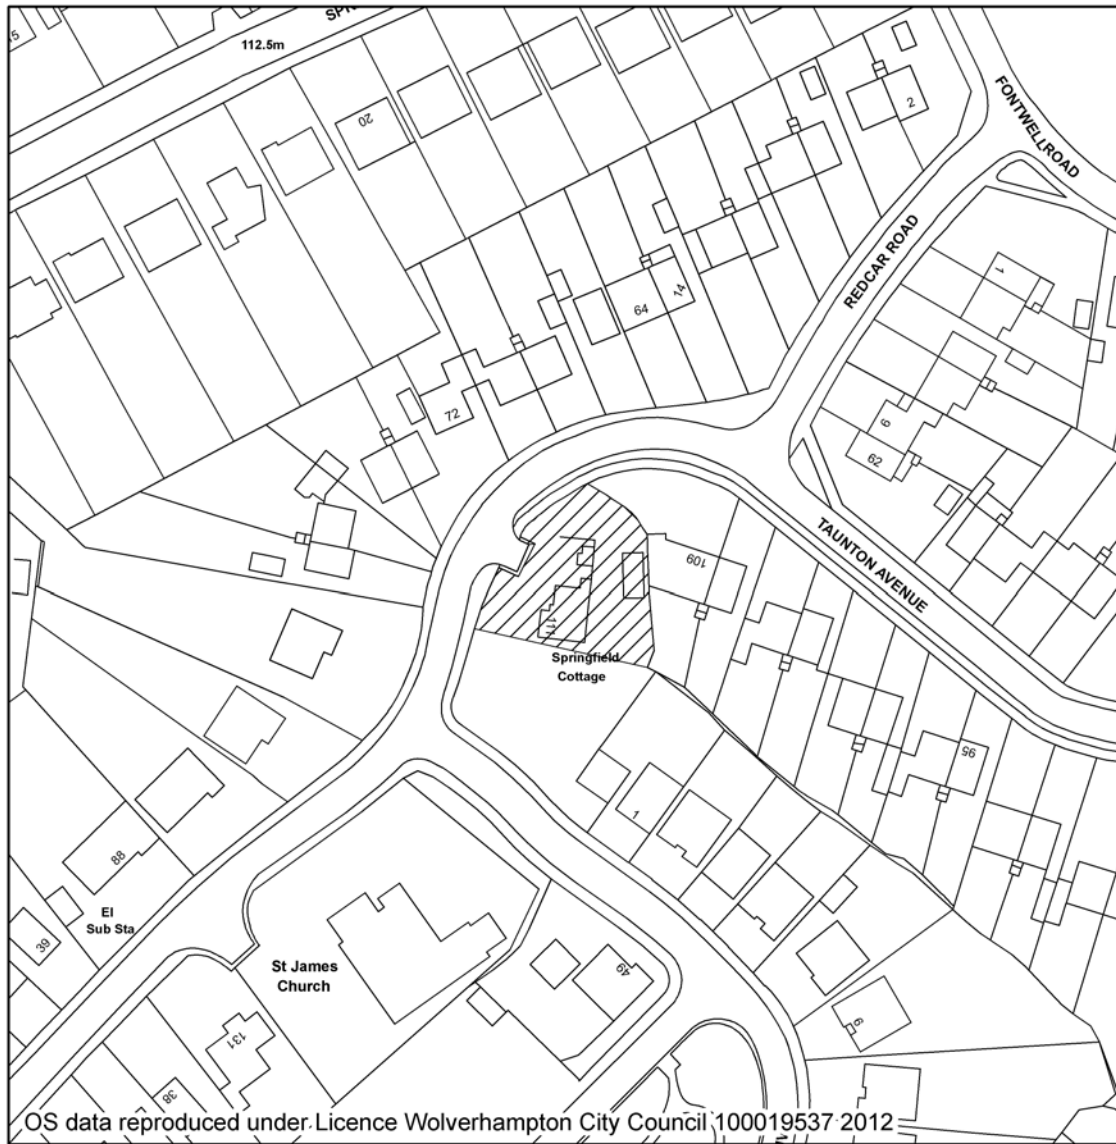 112.5m
20
2
FONTWELL ROAD
REDCAR ROAD
1
14
64
72
9
62
TAUNTON AVENUE
109
111
Springfield
Cottage
95
1
88
El
Sub Sta
39
St James
Church
49
6
131
38
OS data reproduced under Licence Wolverhampton City Council 100019537 2012